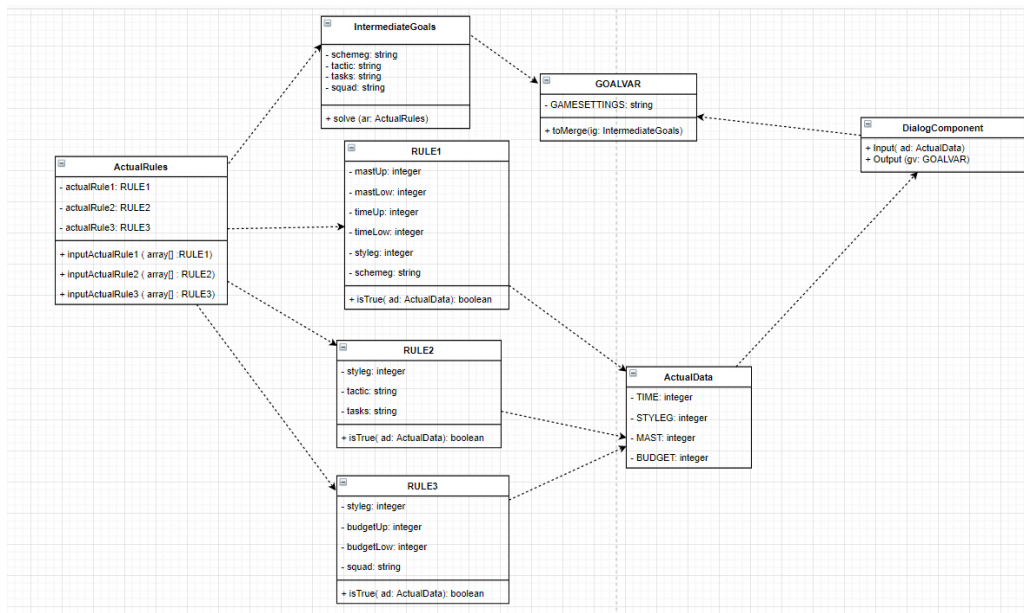 IntermediateGoals
- schemeg: string
- tactic: string
- tasks: string
- squad: string
+ solve (ar: ActualRules)
GOALVAR
- GAMESETTINGS: string
+ toMerge(ig: IntermediateGoals)
DialogComponent
+ Input( ad: ActualData)
+ Output (gv: GOALVAR)
ActualRules
- actualRule1: RULE1
- actualRule2: RULE2
- actualRule3: RULE3
+ inputActualRule1 ( array[] :RULE1)
+ inputActualRule2 ( array[] : RULE2)
+ inputActualRule3 ( array[] : RULE3)
RULE1
- mastUp: integer
- mastLow: integer
- timeUp: integer
- timeLow: integer
- styleg: integer
- schemeg: string
+ isTrue( ad: ActualData): boolean
RULE2
- styleg: integer
- tactic: string
- tasks: string
+ isTrue( ad: ActualData): boolean
ActualData
- TIME: integer
- STYLEG: integer
- MAST: integer
- BUDGET: integer
RULE3
- styleg: integer
- budgetUp: integer
- budgetLow: integer
- squad: string
+ isTrue( ad: ActualData): boolean